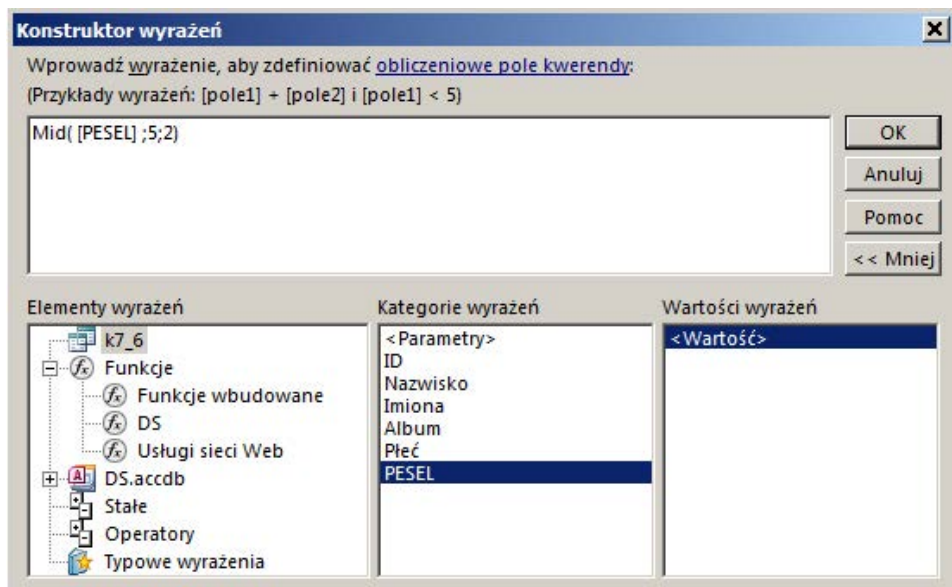 Konstruktor wyrażeń
Wprowadź wyrażenie, aby zdefiniować obliczeniowe pole kwerendy:
(Przykłady wyrażeń: [pole1] + [pole2] i [pole1] < 5)
Mid( [PESEL] ;5;2)
OK
Anuluj
Pomoc
<< Mniej
Elementy wyrażeń
k7_6
Funkcje
Funkcje wbudowane
DS
Usługi sieci Web
DS.accdb
Stałe
Operatory
Typowe wyrażenia
Kategorie wyrażeń
<Parametry>
ID
Nazwisko
Imiona
Album
Płeć
PESEL
Wartości wyrażeń
<Wartość>